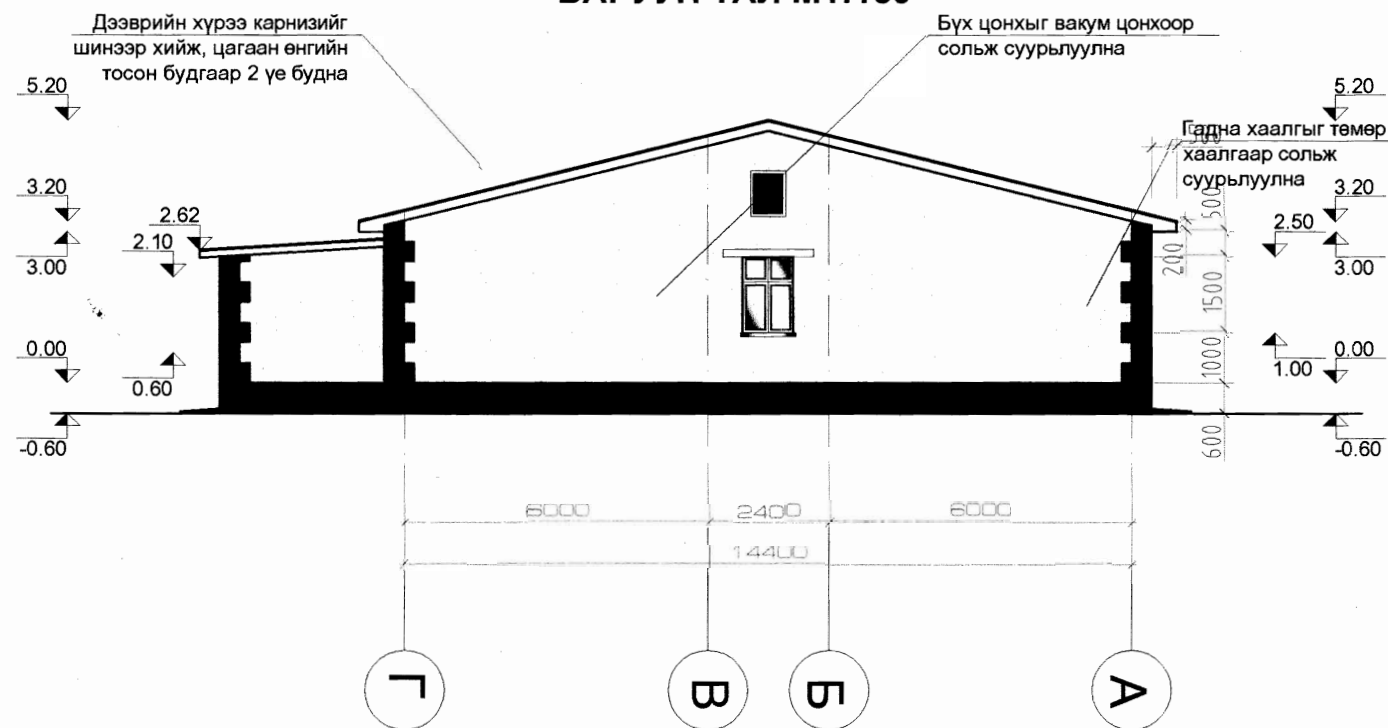 Дээврийн хүрээ карнизийг
шинээр хийж, цагаан өнгийн
тосон будгаар 2 үе будна
Бүх цонхыг вакум цонхоор
сольж суурьлуулна
Гадна хаалгыг төмөр
хаалгаар сольж
суурьлуулна
5.20
3.20
3.00
0.00
-0.60
2.62
2.10
0.60
5.20
3.20
3.00
0.00
-0.60
2.50
1.00
500
200
1500
1000
600
6000
2400
6000
14400
Г
В
Б
А